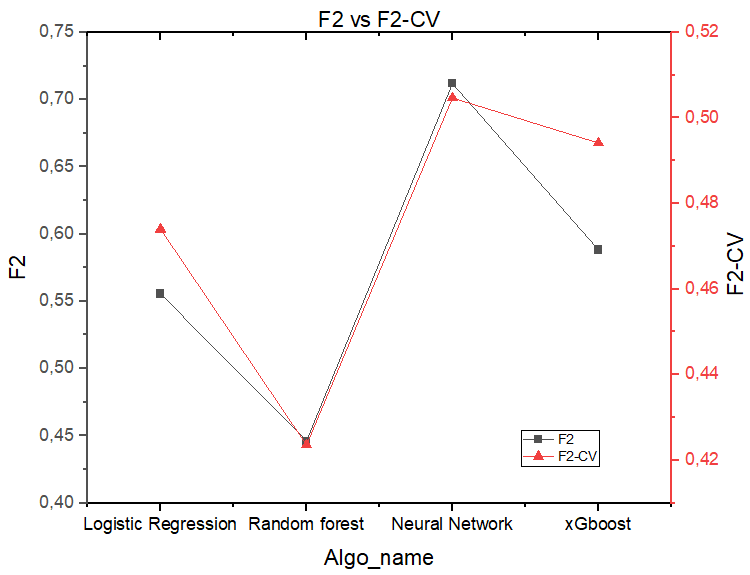 F2 vs F2-CV
0,75
0,70
0,65
0,60
0,55
0,50
0,45
0,40
F2
0,52
0,50
0,48
0,46
0,44
0,42
F2-CV
F2
F2-CV
Logistic Regression Random forest Neural Network xGboost
Algo_name